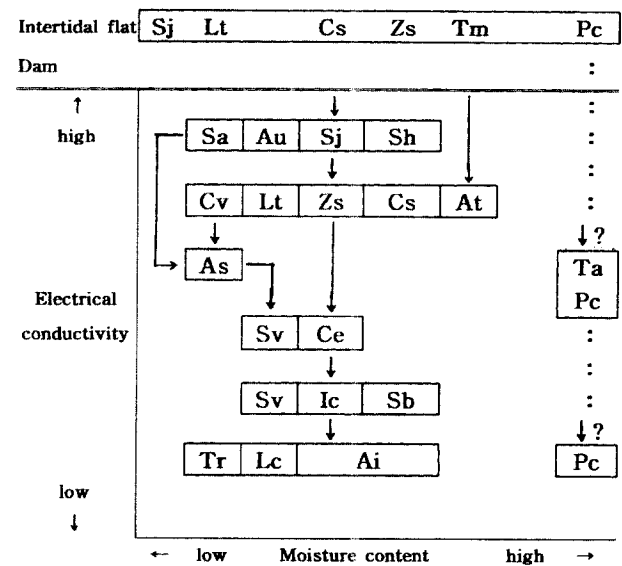 Intertidal flat Sj Lt Cs Zs Tm Pc
Dam :
↑ :
high Sa Au Sj Sh :
:
Cv Lt Zs Cs At :
?
As Ta
Electrical Pc
conductivity Sv Ce :
:
Sv Ic Sb :
?
Tr Lc Ai Pc
low
↓
← low Moisture content high →